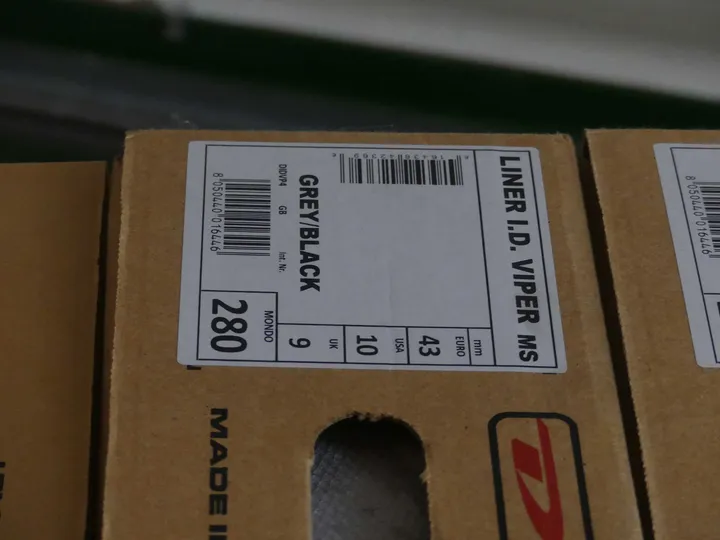 LINER I.D. VIPER MS
GREY/BLACK
DIDVP4 GB Int. Nr.
8 050440 016446
MONDO
280
UK
9
USA
10
EURO
43
mm
MADE I